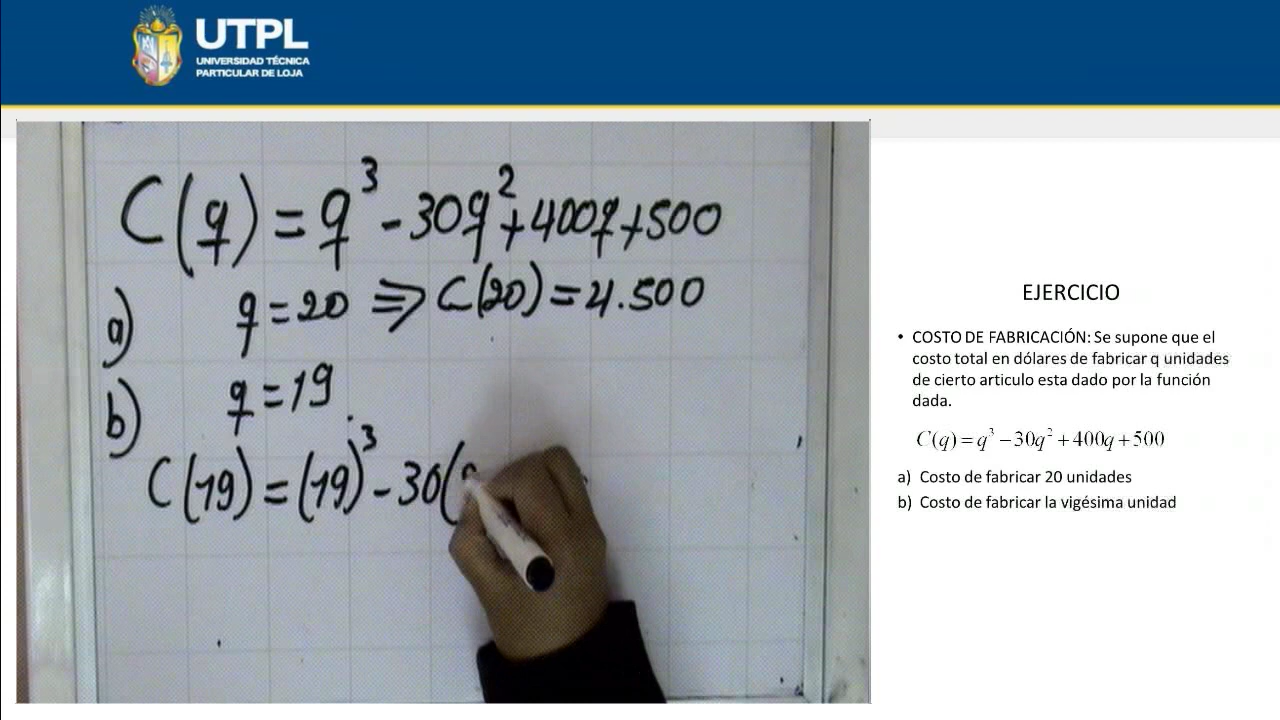 UTPL
UNIVERSIDAD TÉCNICA
PARTICULAR DE LOJA
C(q) = q³ - 30q² + 400q + 500
a) q = 20 ⇒ C(20) = 4.500
b) q = 19
C(19) = (19)³ - 30(
EJERCICIO
• COSTO DE FABRICACIÓN: Se supone que el
costo total en dólares de fabricar q unidades
de cierto articulo esta dado por la función
dada.
C(q) = q³ − 30q² + 400q + 500
a) Costo de fabricar 20 unidades
b) Costo de fabricar la vigésima unidad